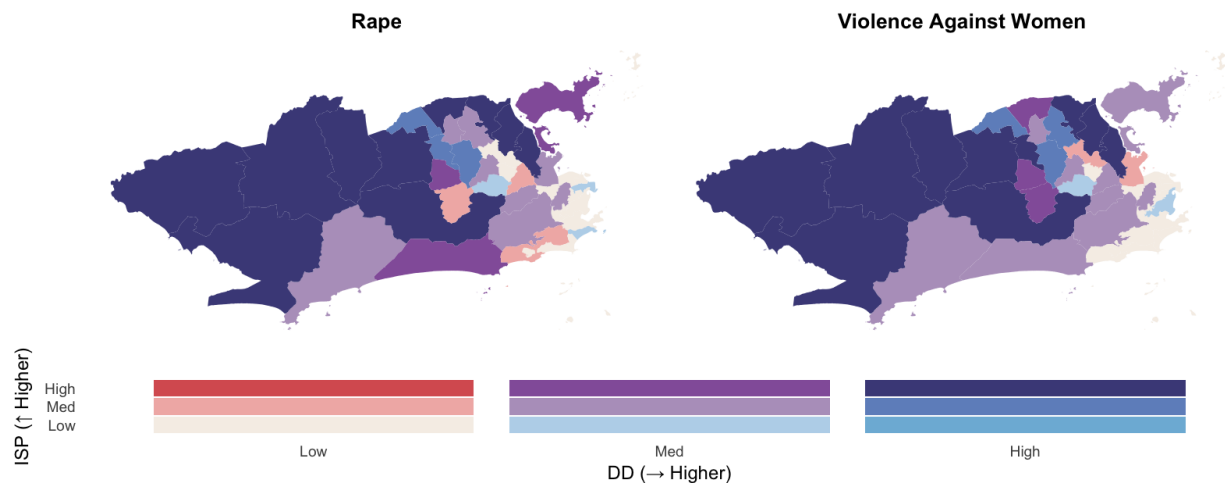 Rape
Violence Against Women
ISP (↑ Higher)
High
Med
Low
Low
Med
High
DD (→ Higher)